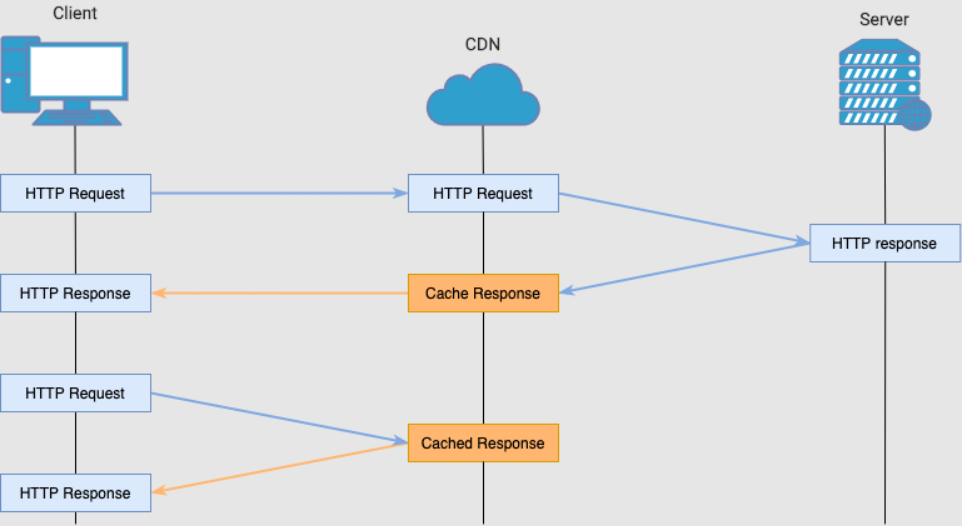 Client
CDN
Server
HTTP Request
HTTP Request
HTTP response
HTTP Response
Cache Response
HTTP Request
Cached Response
HTTP Response